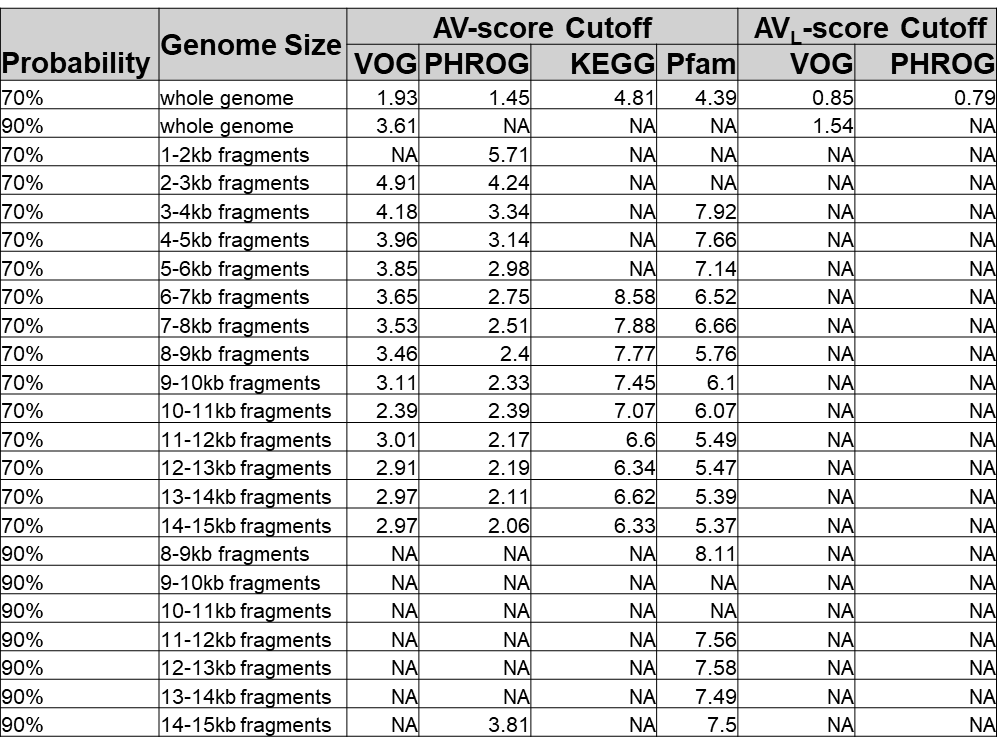 AV-score Cutoff AVL-score Cutoff
Probability Genome Size VOG PHROG KEGG Pfam VOG PHROG
70% whole genome 1.93 1.45 4.81 4.39 0.85 0.79
90% whole genome 3.61 NA NA NA 1.54 NA
70% 1-2kb fragments NA 5.71 NA NA NA NA
70% 2-3kb fragments 4.91 4.24 NA NA NA NA
70% 3-4kb fragments 4.18 3.34 NA 7.92 NA NA
70% 4-5kb fragments 3.96 3.14 NA 7.66 NA NA
70% 5-6kb fragments 3.85 2.98 NA 7.14 NA NA
70% 6-7kb fragments 3.65 2.75 8.58 6.52 NA NA
70% 7-8kb fragments 3.53 2.51 7.88 6.66 NA NA
70% 8-9kb fragments 3.46 2.4 7.77 5.76 NA NA
70% 9-10kb fragments 3.11 2.33 7.45 6.1 NA NA
70% 10-11kb fragments 2.39 2.39 7.07 6.07 NA NA
70% 11-12kb fragments 3.01 2.17 6.6 5.49 NA NA
70% 12-13kb fragments 2.91 2.19 6.34 5.47 NA NA
70% 13-14kb fragments 2.97 2.11 6.62 5.39 NA NA
70% 14-15kb fragments 2.97 2.06 6.33 5.37 NA NA
90% 8-9kb fragments NA NA NA 8.11 NA NA
90% 9-10kb fragments NA NA NA NA NA NA
90% 10-11kb fragments NA NA NA NA NA NA
90% 11-12kb fragments NA NA NA 7.56 NA NA
90% 12-13kb fragments NA NA NA 7.58 NA NA
90% 13-14kb fragments NA NA NA 7.49 NA NA
90% 14-15kb fragments NA 3.81 NA 7.5 NA NA